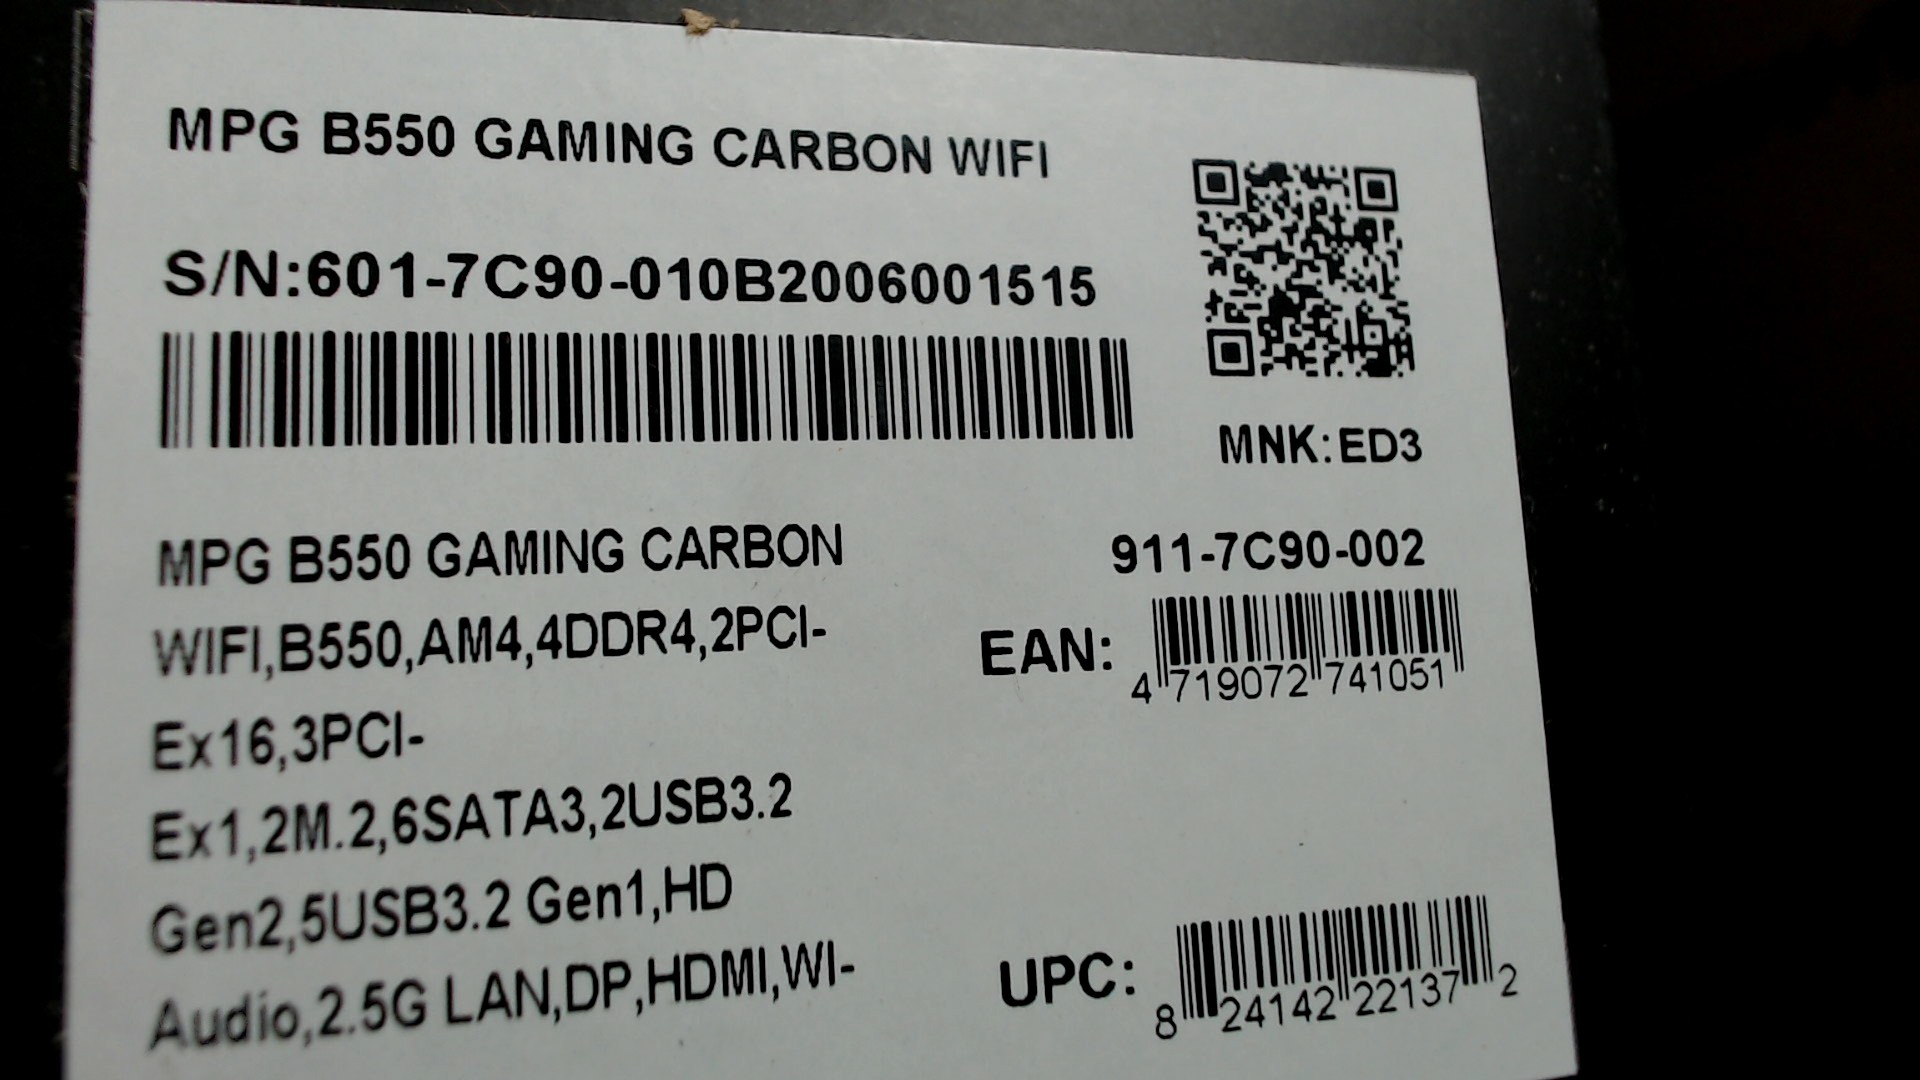 MPG B550 GAMING CARBON WIFI
S/N:601-7C90-010B2006001515
MNK:ED3
MPG B550 GAMING CARBON
WIFI,B550,AM4,4DDR4,2PCI-
Ex16,3PCI-
Ex1,2M.2,6SATA3,2USB3.2
Gen2,5USB3.2 Gen1,HD
Audio,2.5G LAN,DP,HDMI,WI-
911-7C90-002
EAN:
4 719072 741051
UPC:
8 24142 22137 2